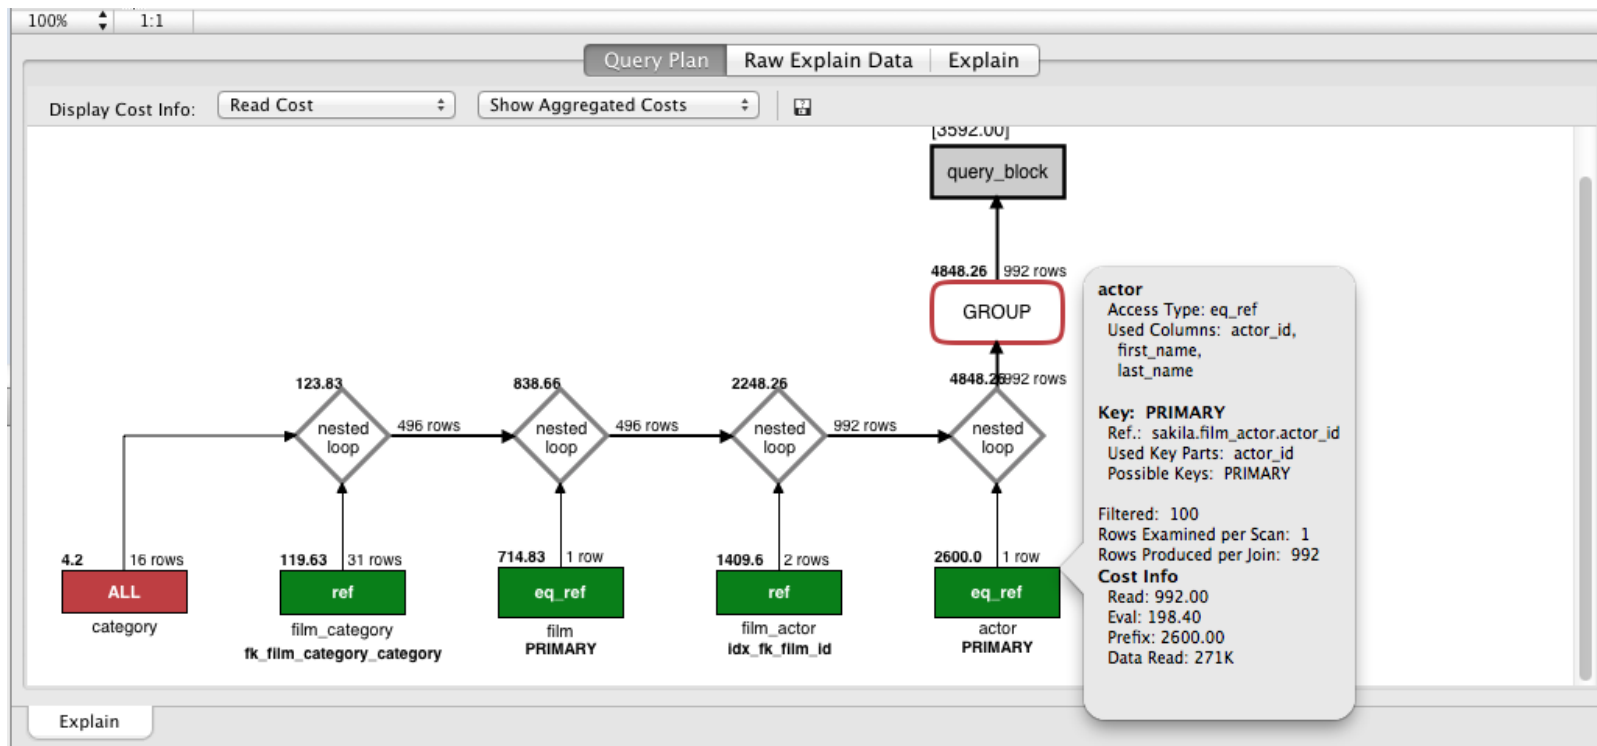 100% 1:1
Query Plan Raw Explain Data Explain
Display Cost Info: Read Cost Show Aggregated Costs
[3592.00]
query_block
4848.26 992 rows
GROUP
123.83 838.66 2248.26 4848.26 992 rows
nested loop
496 rows
nested loop
496 rows
nested loop
992 rows
nested loop
4.2 16 rows
ALL
category
119.63 31 rows
ref
film_category
fk_film_category_category
714.83 1 row
eq_ref
film
PRIMARY
1409.6 2 rows
ref
film_actor
idx_fk_film_id
2600.0 1 row
eq_ref
actor
PRIMARY
actor
Access Type: eq_ref
Used Columns: actor_id,
first_name,
last_name
Key: PRIMARY
Ref.: sakila.film_actor.actor_id
Used Key Parts: actor_id
Possible Keys: PRIMARY
Filtered: 100
Rows Examined per Scan: 1
Rows Produced per Join: 992
Cost Info
Read: 992.00
Eval: 198.40
Prefix: 2600.00
Data Read: 271K
Explain